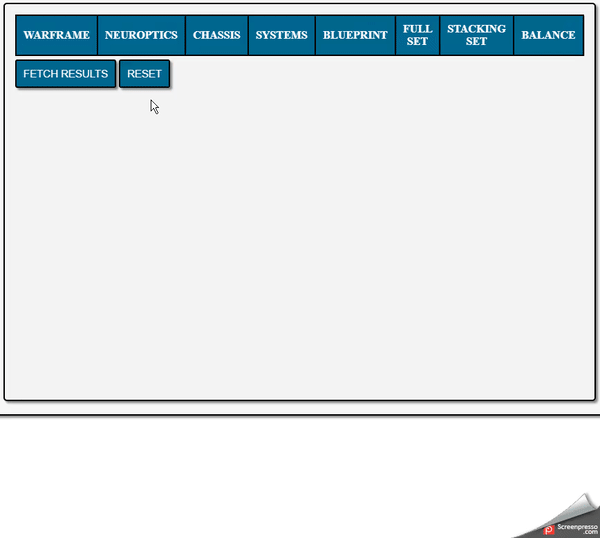 WARFRAME NEUROPTICS CHASSIS SYSTEMS BLUEPRINT FULL SET STACKING SET BALANCE
FETCH RESULTS RESET
Screenpresso
.com